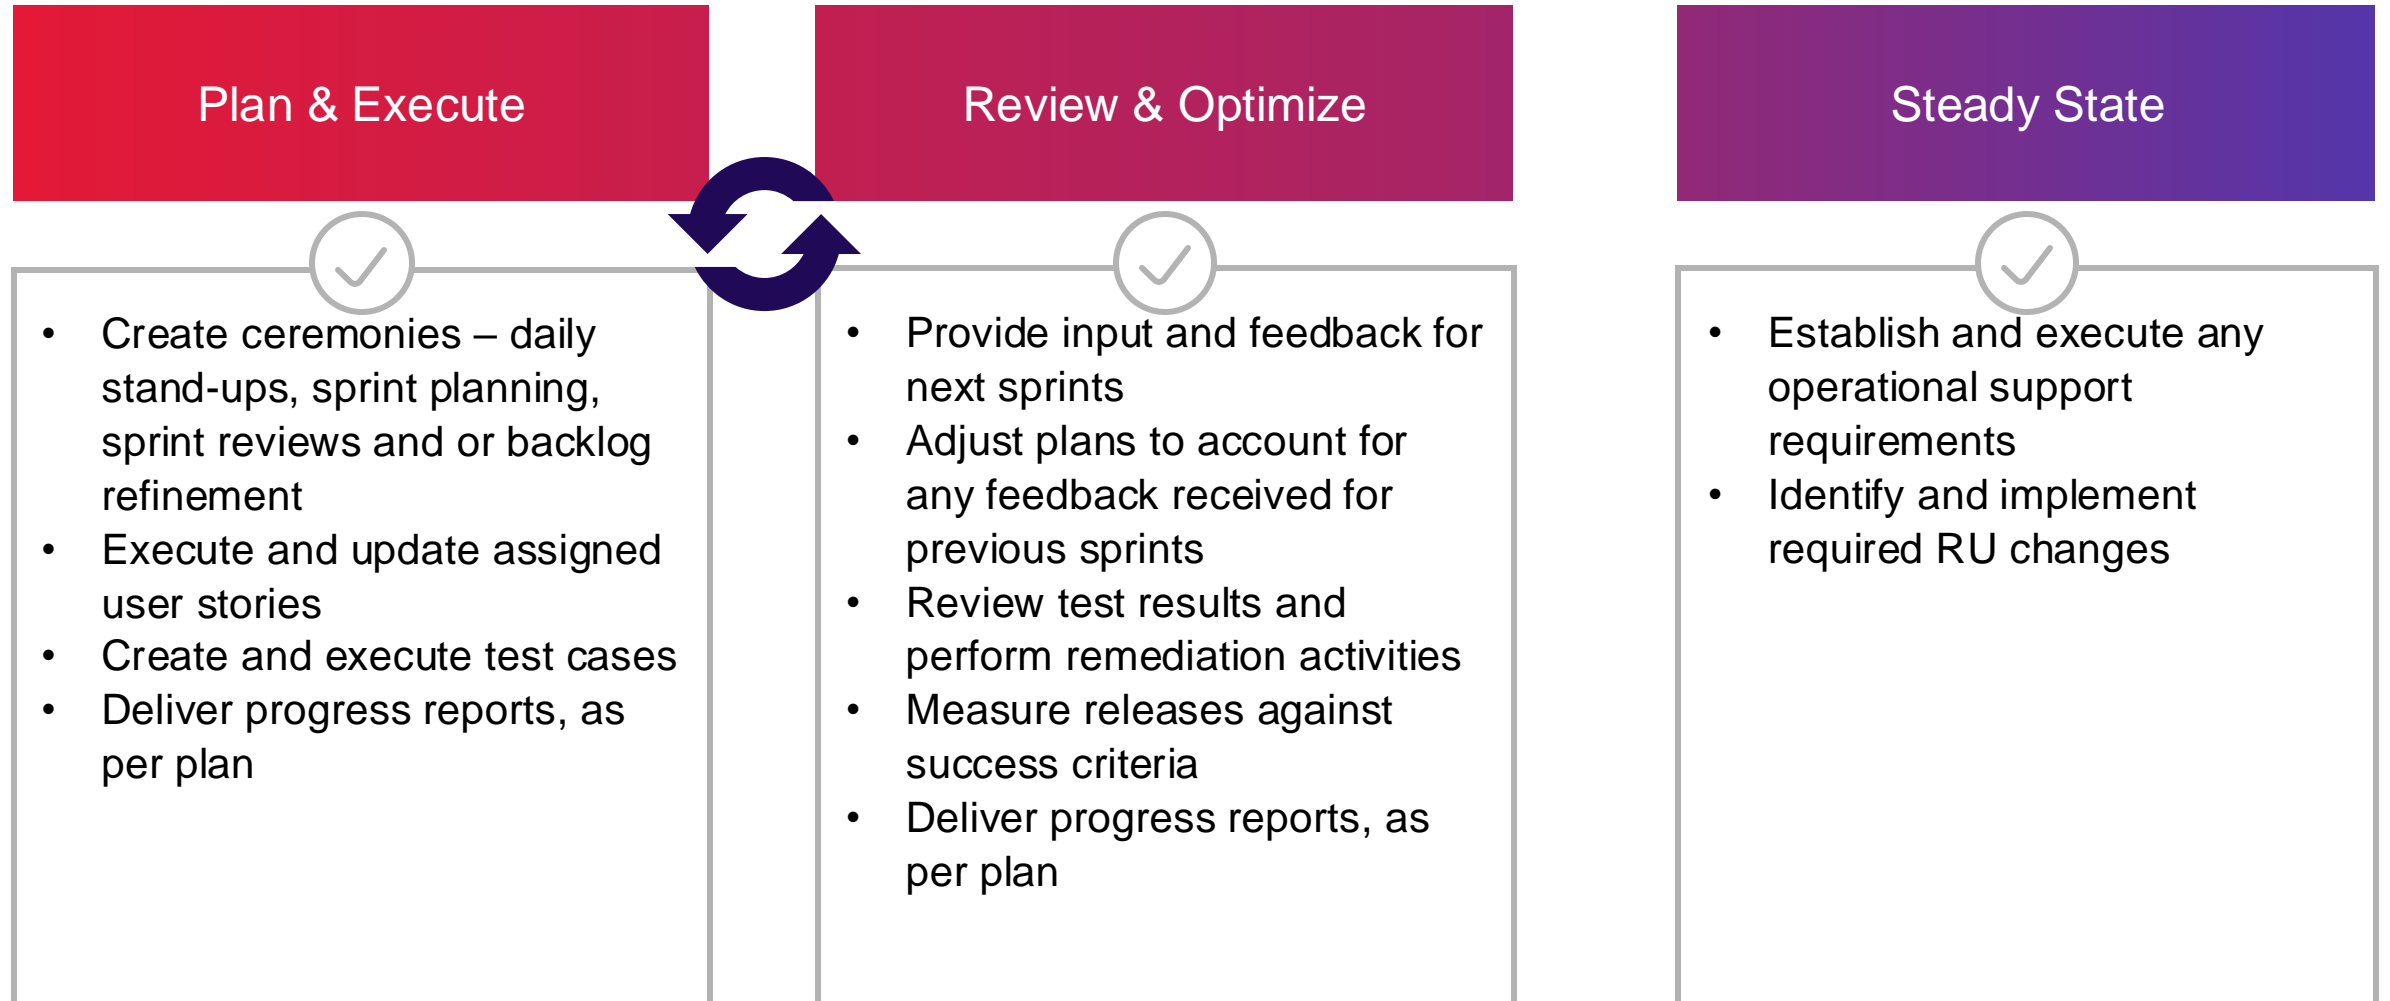 Plan & Execute
• Create ceremonies – daily
stand-ups, sprint planning,
sprint reviews and or backlog
refinement
• Execute and update assigned
user stories
• Create and execute test cases
• Deliver progress reports, as
per plan
Review & Optimize
• Provide input and feedback for
next sprints
• Adjust plans to account for
any feedback received for
previous sprints
• Review test results and
perform remediation activities
• Measure releases against
success criteria
• Deliver progress reports, as
per plan
Steady State
• Establish and execute any
operational support
requirements
• Identify and implement
required RU changes